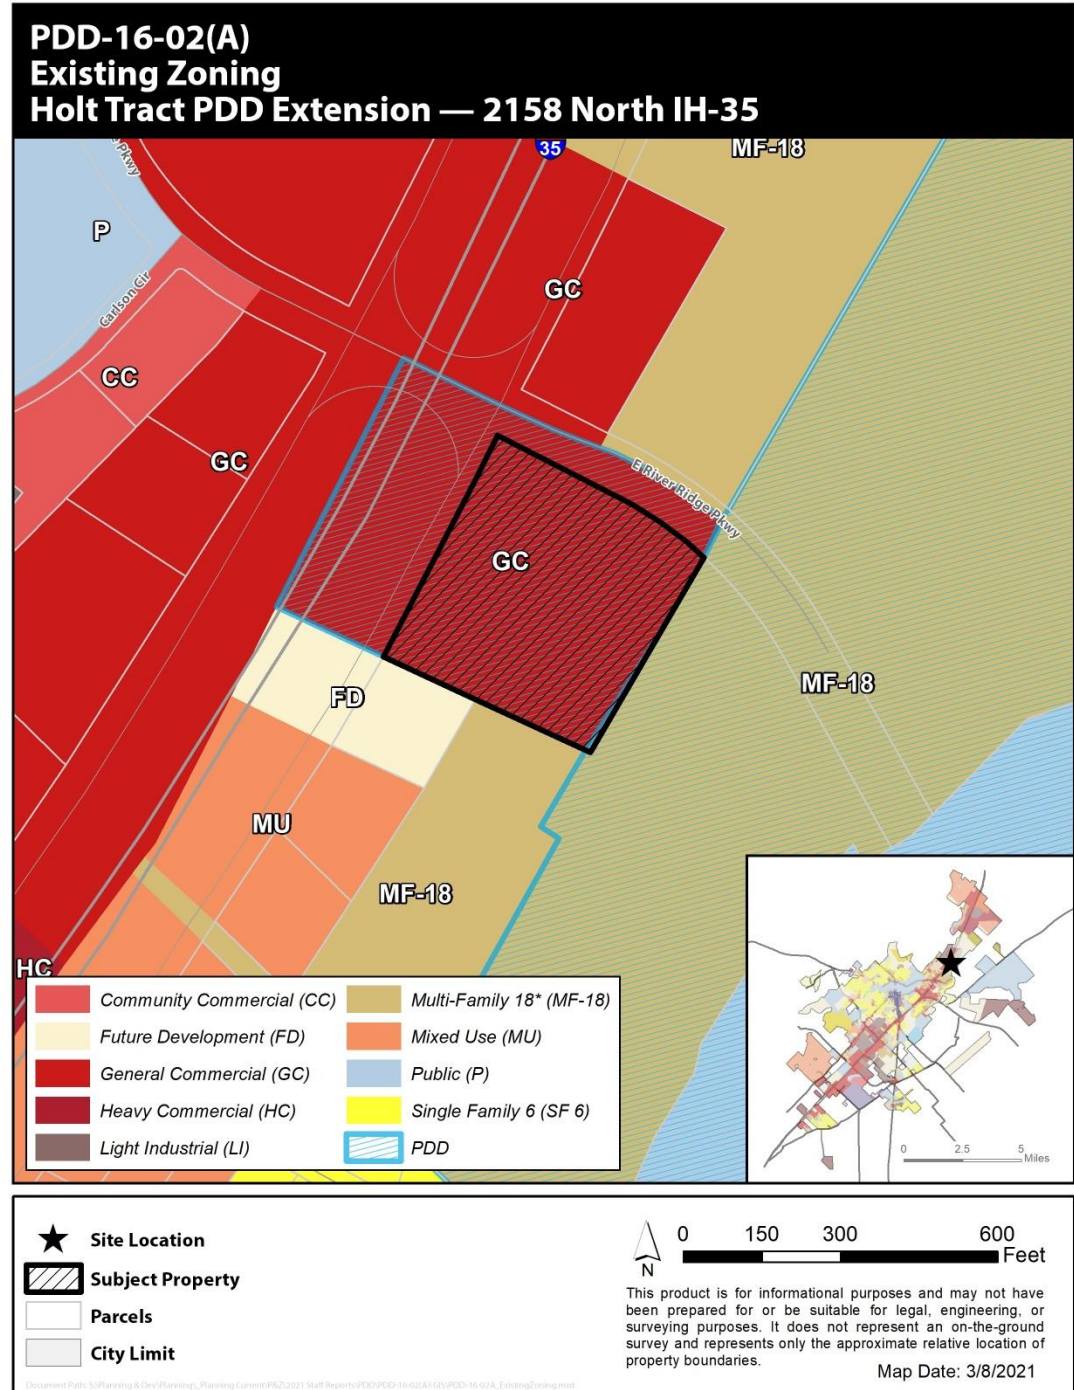 PDD-16-02(A)
Existing Zoning
Holt Tract PDD Extension — 2158 North IH-35
35
MF-18
Pkwy
P
Carlson Cir
GC
CC
GC
E River Ridge Pkwy
GC
FD
MF-18
MU
MF-18
HC
Community Commercial (CC)
Future Development (FD)
General Commercial (GC)
Heavy Commercial (HC)
Light Industrial (LI)
Multi-Family 18* (MF-18)
Mixed Use (MU)
Public (P)
Single Family 6 (SF 6)
PDD
0 2.5 5
Miles
Site Location
Subject Property
Parcels
City Limit
N
0 150 300 600
Feet
This product is for informational purposes and may not have
been prepared for or be suitable for legal, engineering, or
surveying purposes. It does not represent an on-the-ground
survey and represents only the approximate relative location of
property boundaries.
Map Date: 3/8/2021